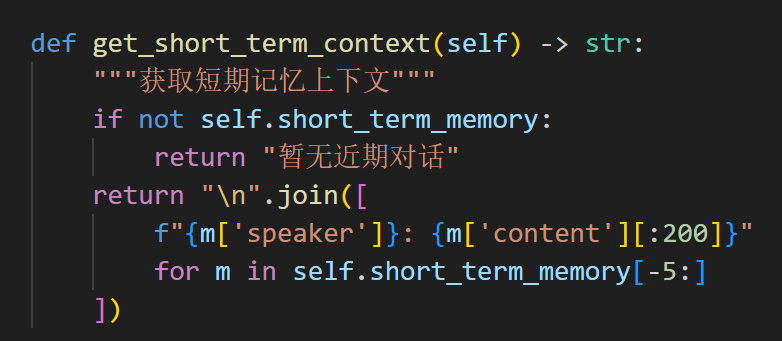 def get_short_term_context(self) -> str:
    """获取短期记忆上下文"""
    if not self.short_term_memory:
        return "暂无近期对话"
    return "\n".join([
        f"{m['speaker']}: {m['content'][:200]}"
        for m in self.short_term_memory[-5:]
    ])